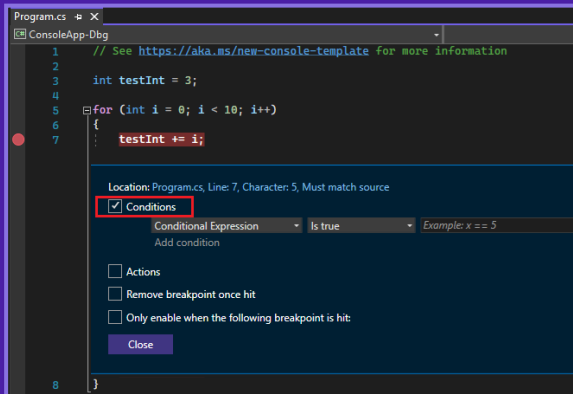 Program.cs
ConsoleApp-Dbg
1 // See https://aka.ms/new-console-template for more information
2
3 int testInt = 3;
4
5 for (int i = 0; i < 10; i++)
6 {
7 testInt += i;
Location: Program.cs, Line: 7, Character: 5, Must match source
Conditions
Conditional Expression Is true Example: x == 5
Add condition
Actions
Remove breakpoint once hit
Only enable when the following breakpoint is hit:
Close
8 }